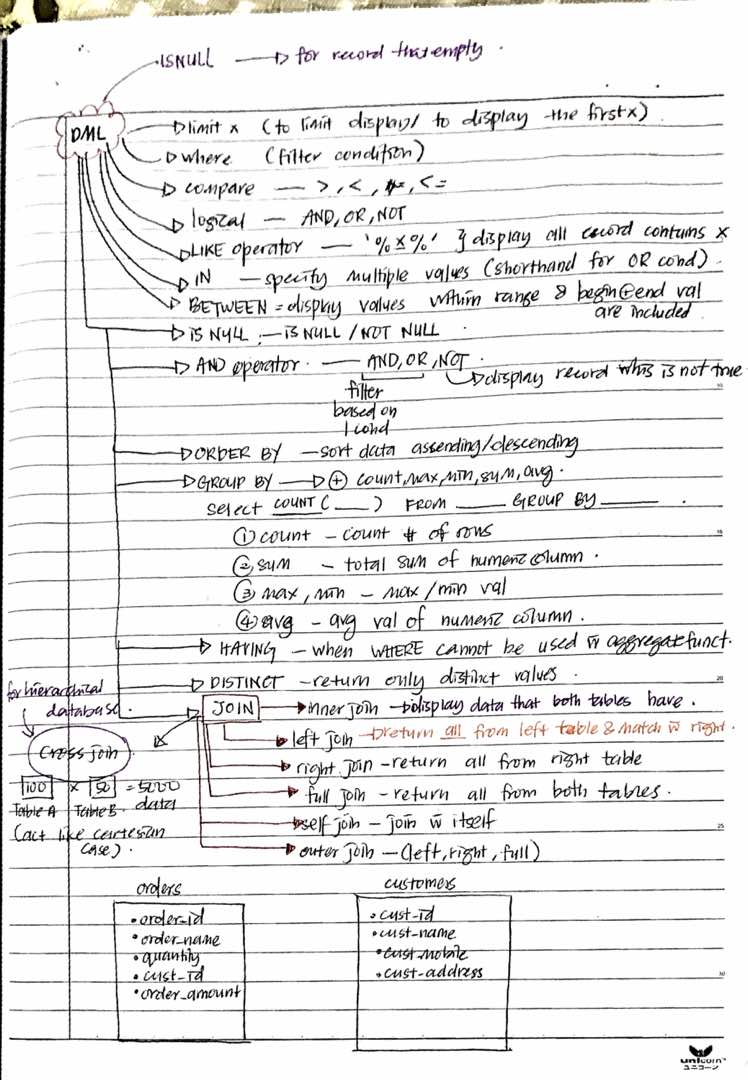 ISNULL → for record that empty.
DML
limit x (to limit display / to display the first x)
where (filter condition)
compare — >, <, ≠, <=
logical — AND, OR, NOT
LIKE operator — '%x%' } display all record contains x
IN — specify multiple values (shorthand for OR cond).
BETWEEN = display values within range & begin⊕end val
are included
IS NULL — IS NULL / NOT NULL
AND operator. — AND, OR, NOT.
→ display record is not true
filter
based on
1 cond
ORDER BY — sort data assending/descending
GROUP BY → ⊕ count, max, min, sum, avg.
select COUNT( ___ ) FROM _____ GROUP BY _____ .
① count — count # of rows
② sum — total sum of numeric column.
③ max, min — max/min val
④ avg — avg val of numeric column.
HAVING — when WHERE cannot be used w aggregate funct.
DISTINCT — return only distinct values.
for hierarchical
database.
JOIN → inner join → display data that both tables have.
Cross join
left join → return all from left table & match w right.
right join - return all from right table
100 x 50 = 5000
full join - return all from both tables.
Table A Table B. data
(act like cartesian
self join — join w itself
case).
outer join — (left, right, full)
orders
customers
• order_id
• order_name
• quantity
• cust_id
• order_amount
• cust_id
• cust_name
• cust_mobile
• cust_address
10
15
20
25
30
unicorn
ユニコーン